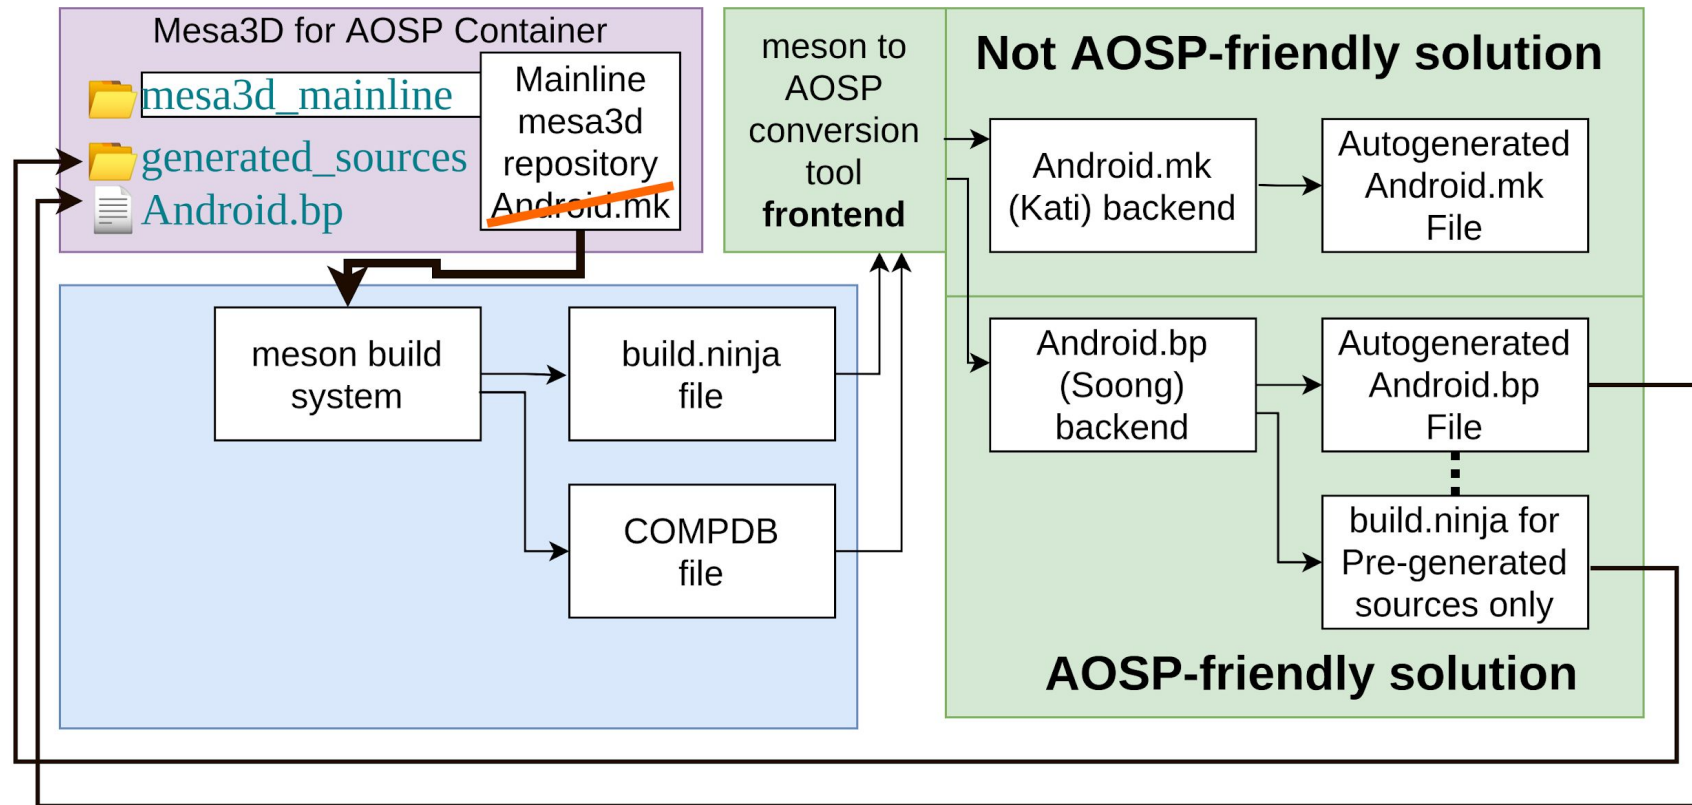 Mesa3D for AOSP Container
mesa3d_mainline
generated_sources
Android.bp
Mainline
mesa3d
repository
Android.mk
meson to
AOSP
conversion
tool
frontend
Not AOSP-friendly solution
Android.mk
(Kati) backend
Autogenerated
Android.mk
File
meson build
system
build.ninja
file
COMPDB
file
Android.bp
(Soong)
backend
Autogenerated
Android.bp
File
build.ninja for
Pre-generated
sources only
AOSP-friendly solution